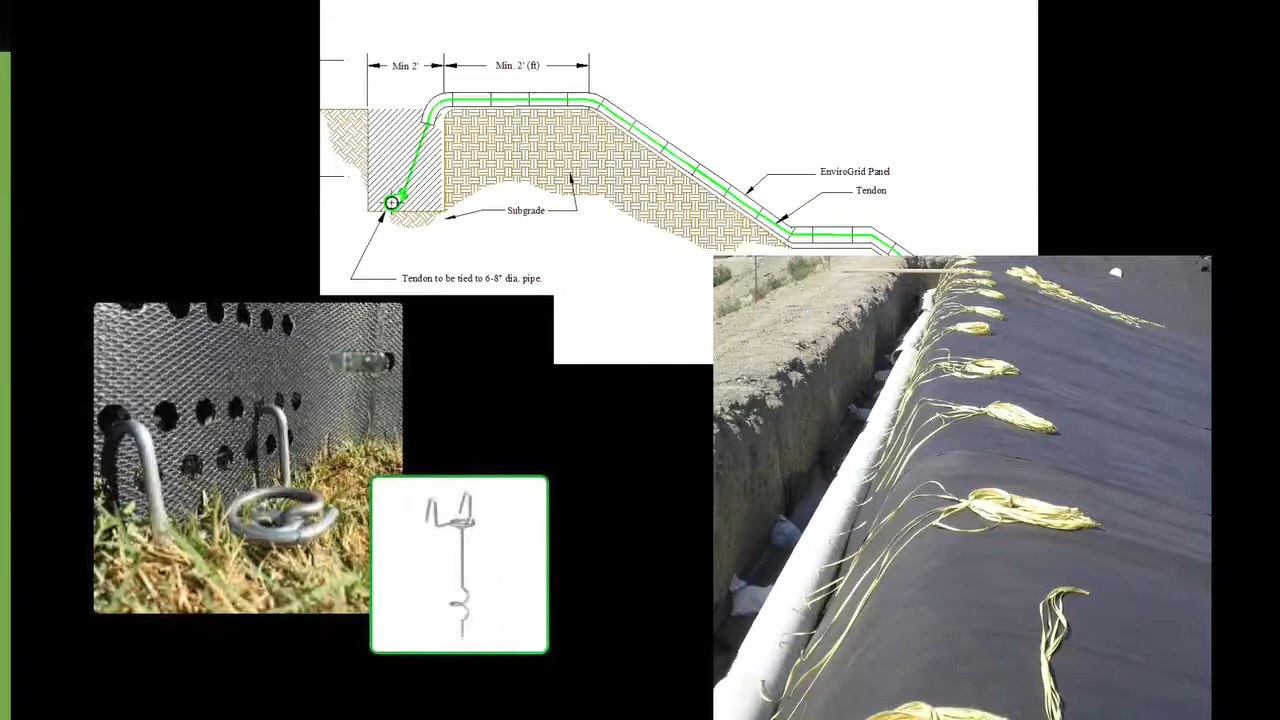 Min 2'
Min. 2' (ft)
EnviroGrid Panel
Tendon
Subgrade
Tendon to be tied to 6-8" dia. pipe.